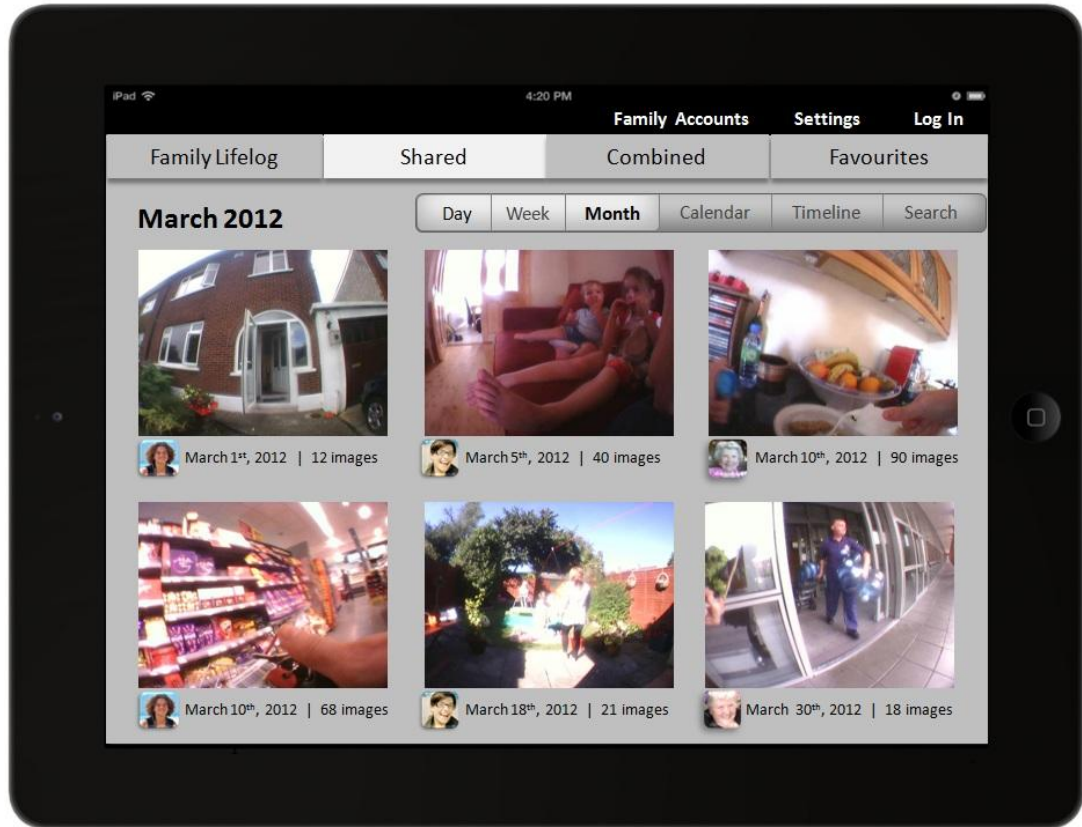 iPad 4:20 PM
Family Accounts Settings Log In
Family Lifelog Shared Combined Favourites
March 2012 Day Week Month Calendar Timeline Search
March 1st, 2012 | 12 images March 5th, 2012 | 40 images March 10th, 2012 | 90 images
March 10th, 2012 | 68 images March 18th, 2012 | 21 images March 30th, 2012 | 18 images